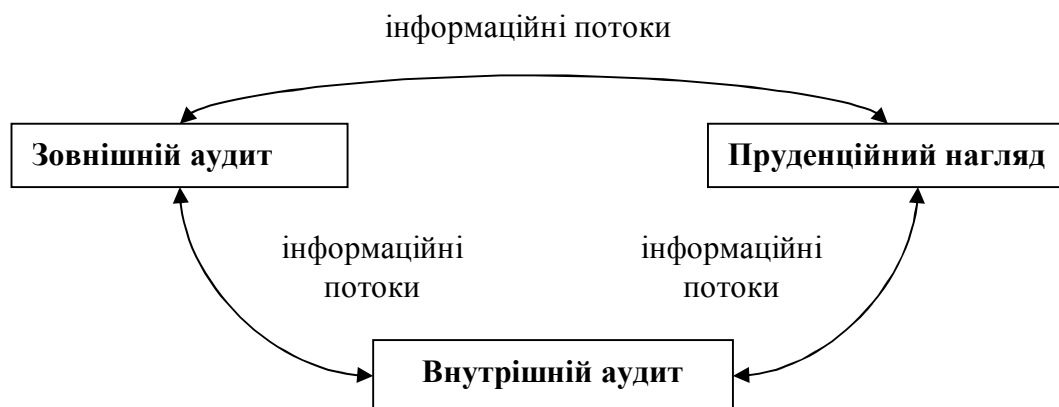 інформаційні потоки
Зовнішній аудит
Пруденційний нагляд
інформаційні
потоки
інформаційні
потоки
Внутрішній аудит